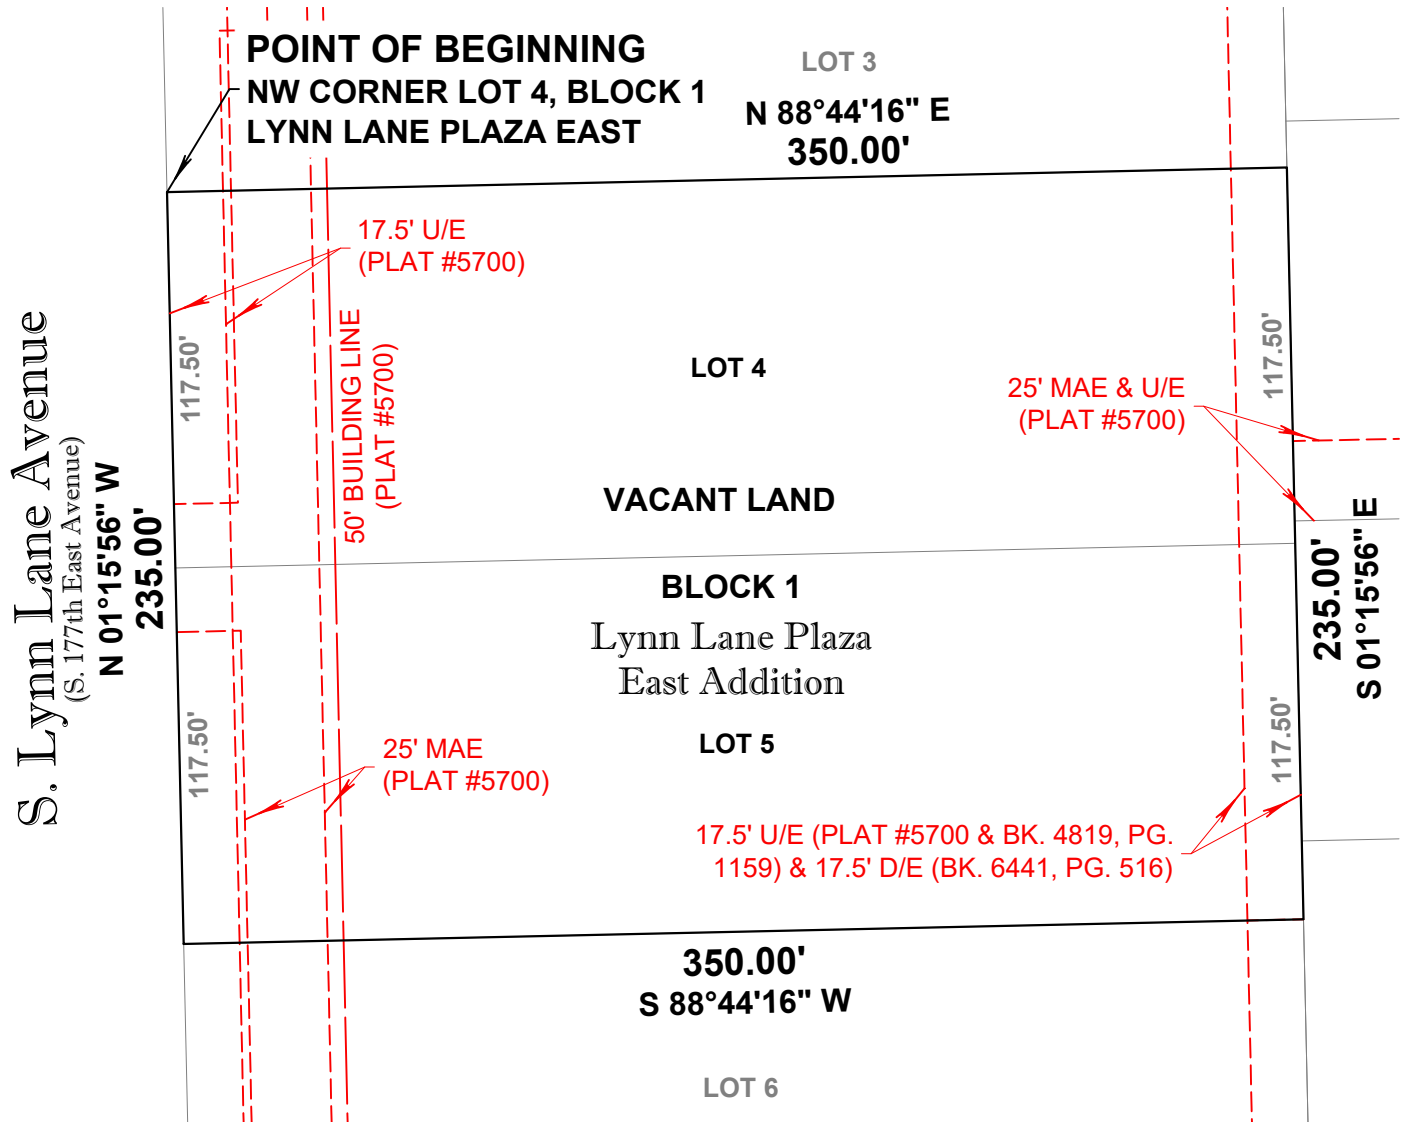 POINT OF BEGINNING
NW CORNER LOT 4, BLOCK 1
LYNN LANE PLAZA EAST
LOT 3
N 88°44'16" E
350.00'
17.5' U/E
(PLAT #5700)
117.50'
50' BUILDING LINE
(PLAT #5700)
LOT 4
117.50'
25' MAE & U/E
(PLAT #5700)
S. Lynn Lane Avenue
(S. 177th East Avenue)
N 01°15'56" W
235.00'
VACANT LAND
BLOCK 1
Lynn Lane Plaza
East Addition
235.00'
S 01°15'56" E
117.50'
25' MAE
(PLAT #5700)
LOT 5
117.50'
17.5' U/E (PLAT #5700 & BK. 4819, PG.
1159) & 17.5' D/E (BK. 6441, PG. 516)
350.00'
S 88°44'16" W
LOT 6